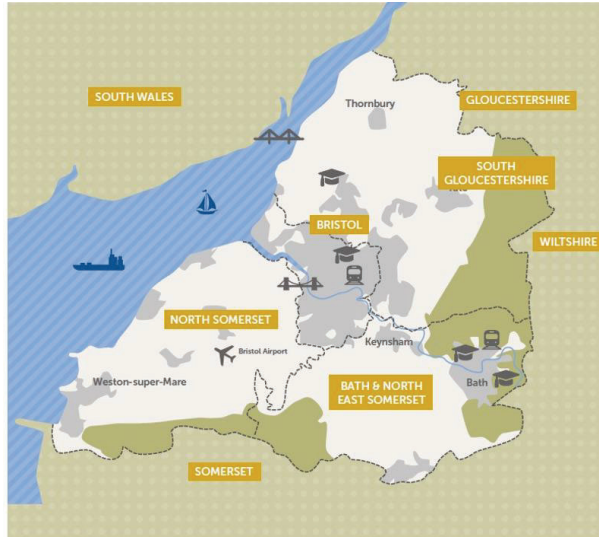 SOUTH WALES
Thornbury
GLOUCESTERSHIRE
SOUTH
GLOUCESTERSHIRE
BRISTOL
WILTSHIRE
NORTH SOMERSET
Bristol Airport
Keynsham
Weston-super-Mare
BATH & NORTH
EAST SOMERSET
Bath
SOMERSET